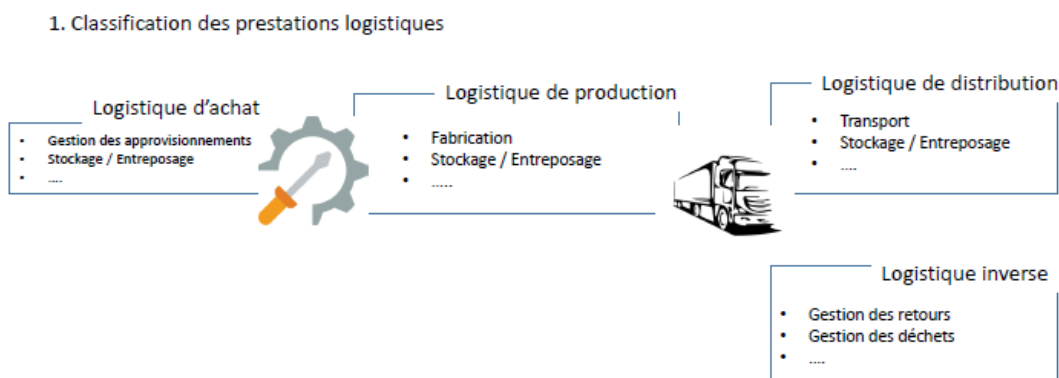 1. Classification des prestations logistiques
Logistique d'achat
• Gestion des approvisionnements
• Stockage / Entreposage
• ....
Logistique de production
• Fabrication
• Stockage / Entreposage
• .....
Logistique de distribution
• Transport
• Stockage / Entreposage
• ....
Logistique inverse
• Gestion des retours
• Gestion des déchets
• ....